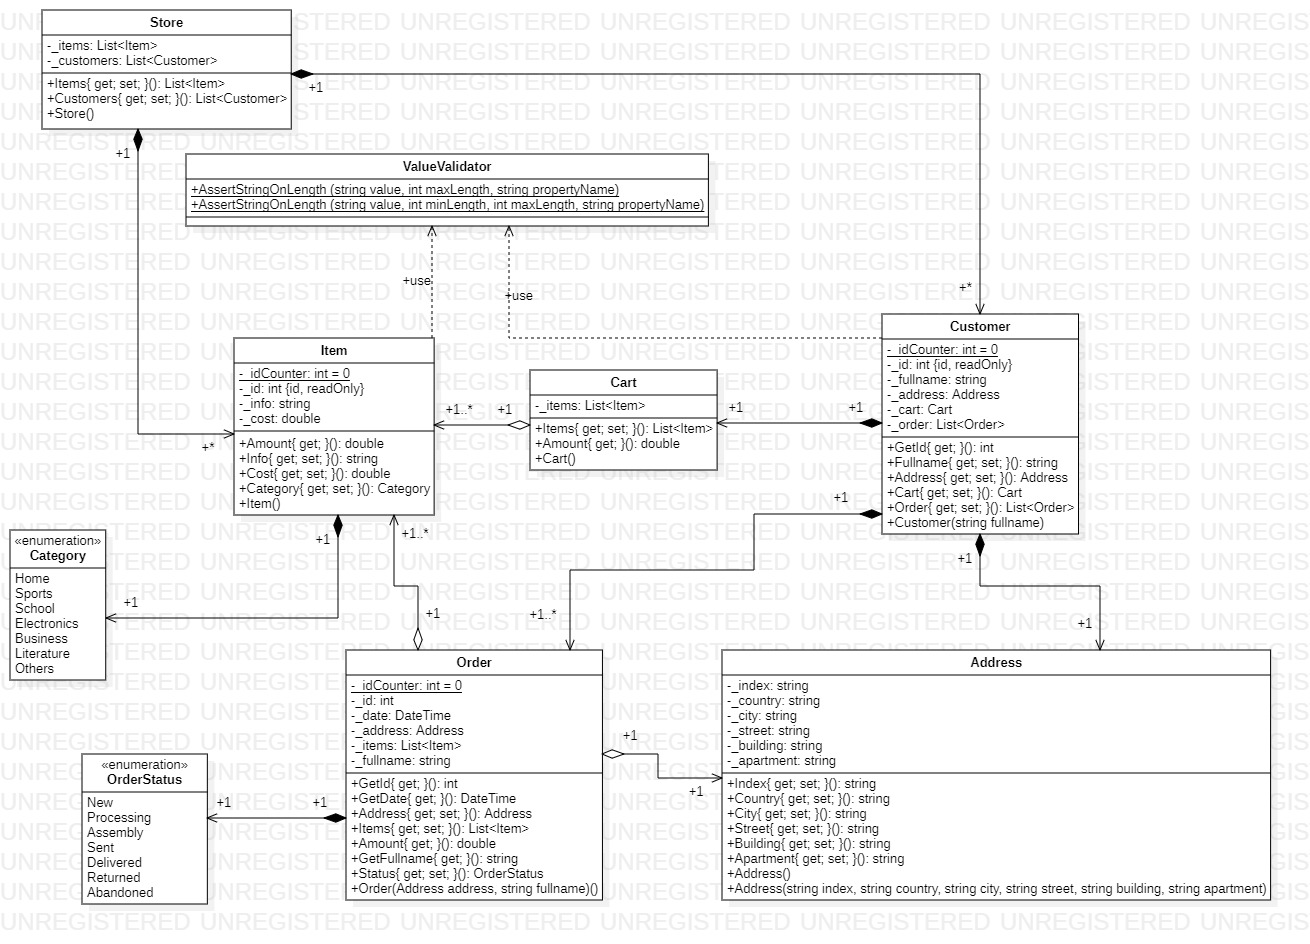 Store
-_items: List<Item>
-_customers: List<Customer>
+Items{ get; set; }(): List<Item>
+Customers{ get; set; }(): List<Customer>
+Store()
+1
+1
ValueValidator
+AssertStringOnLength (string value, int maxLength, string propertyName)
+AssertStringOnLength (string value, int minLength, int maxLength, string propertyName)
+use
+use
+*
Customer
-_idCounter: int = 0
-_id: int {id, readOnly}
-_fullname: string
-_address: Address
-_cart: Cart
-_order: List<Order>
+GetId{ get; }(): int
+Fullname{ get; set; }(): string
+Address{ get; set; }(): Address
+Cart{ get; set; }(): Cart
+Order{ get; set; }(): List<Order>
+Customer(string fullname)
Item
-_idCounter: int = 0
-_id: int {id, readOnly}
-_info: string
-_cost: double
+Amount{ get; }(): double
+Info{ get; set; }(): string
+Cost{ get; set; }(): double
+Category{ get; set; }(): Category
+Item()
+*
+1..*
+1
Cart
-_items: List<Item>
+Items{ get; set; }(): List<Item>
+Amount{ get; }(): double
+Cart()
+1
+1
+1
+1
+1..*
+1
«enumeration»
Category
Home
Sports
School
Electronics
Business
Literature
Others
+1
+1
+1..*
+1
Order
-_idCounter: int = 0
-_id: int
-_date: DateTime
-_address: Address
-_items: List<Item>
-_fullname: string
+GetId{ get; }(): int
+GetDate{ get; }(): DateTime
+Address{ get; set; }(): Address
+Items{ get; set; }(): List<Item>
+Amount{ get; }(): double
+GetFullname{ get; }(): string
+Status{ get; set; }(): OrderStatus
+Order(Address address, string fullname)()
+1
+1
Address
-_index: string
-_country: string
-_city: string
-_street: string
-_building: string
-_apartment: string
+Index{ get; set; }(): string
+Country{ get; set; }(): string
+City{ get; set; }(): string
+Street{ get; set; }(): string
+Building{ get; set; }(): string
+Apartment{ get; set; }(): string
+Address()
+Address(string index, string country, string city, string street, string building, string apartment)
«enumeration»
OrderStatus
New
Processing
Assembly
Sent
Delivered
Returned
Abandoned
+1
+1
UNREGISTERED